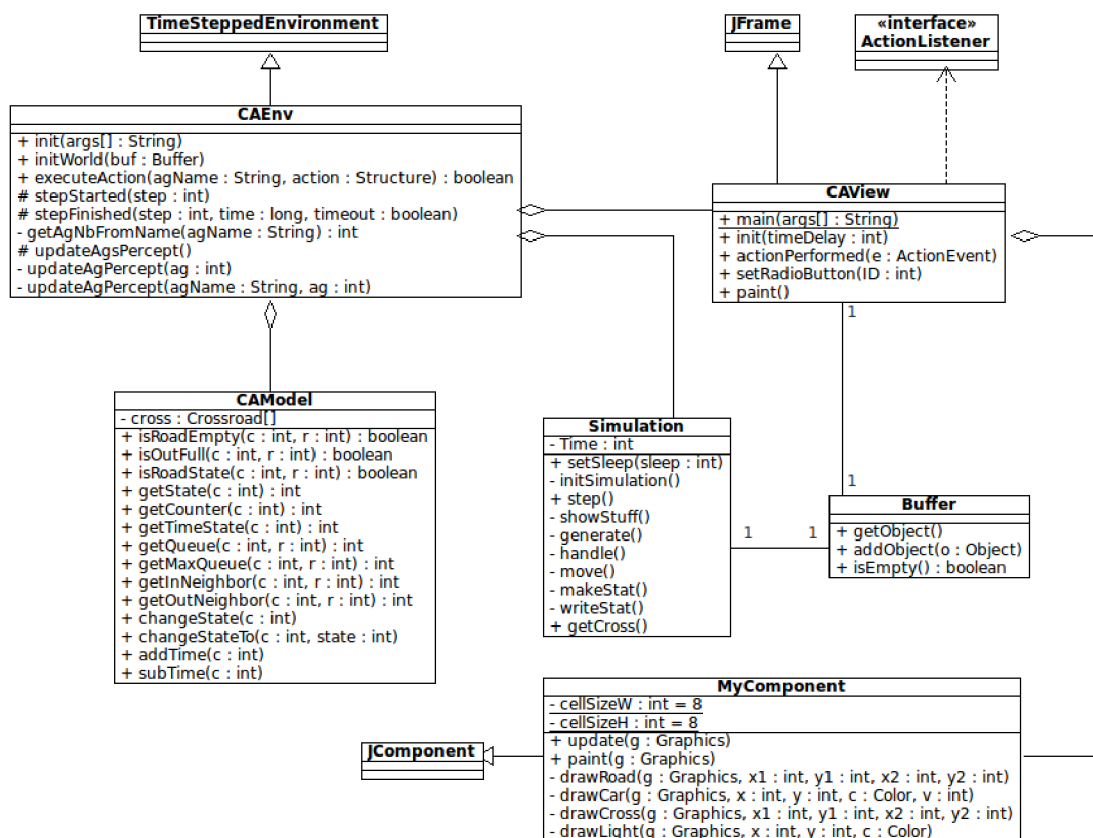 TimeSteppedEnvironment
JFrame
«interface»
ActionListener
CAEnv
+ init(args[] : String)
+ initWorld(buf : Buffer)
+ executeAction(agName : String, action : Structure) : boolean
# stepStarted(step : int)
# stepFinished(step : int, time : long, timeout : boolean)
- getAgNbFromName(agName : String) : int
# updateAgsPercept()
- updateAgPercept(ag : int)
- updateAgPercept(agName : String, ag : int)
CAView
+ main(args[] : String)
+ init(timeDelay : int)
+ actionPerformed(e : ActionEvent)
+ setRadioButton(ID : int)
+ paint()
1
CAModel
- cross : Crossroad[]
+ isRoadEmpty(c : int, r : int) : boolean
+ isOutFull(c : int, r : int) : boolean
+ isRoadState(c : int, r : int) : boolean
+ getState(c : int) : int
+ getCounter(c : int) : int
+ getTimeState(c : int) : int
+ getQueue(c : int, r : int) : int
+ getMaxQueue(c : int, r : int) : int
+ getInNeighbor(c : int, r : int) : int
+ getOutNeighbor(c : int, r : int) : int
+ changeState(c : int)
+ changeStateTo(c : int, state : int)
+ addTime(c : int)
+ subTime(c : int)
Simulation
- Time : int
+ setSleep(sleep : int)
- initSimulation()
+ step()
- showStuff()
- generate()
- handle()
- move()
- makeStat()
- writeStat()
+ getCross()
1 1
1
Buffer
+ getObject()
+ addObject(o : Object)
+ isEmpty() : boolean
JComponent
MyComponent
- cellSizeW : int = 8
- cellSizeH : int = 8
+ update(g : Graphics)
+ paint(g : Graphics)
- drawRoad(g : Graphics, x1 : int, y1 : int, x2 : int, y2 : int)
- drawCar(g : Graphics, x : int, y : int, c : Color, v : int)
- drawCross(g : Graphics, x1 : int, y1 : int, x2 : int, y2 : int)
- drawLight(g : Graphics, x : int, y : int, c : Color)